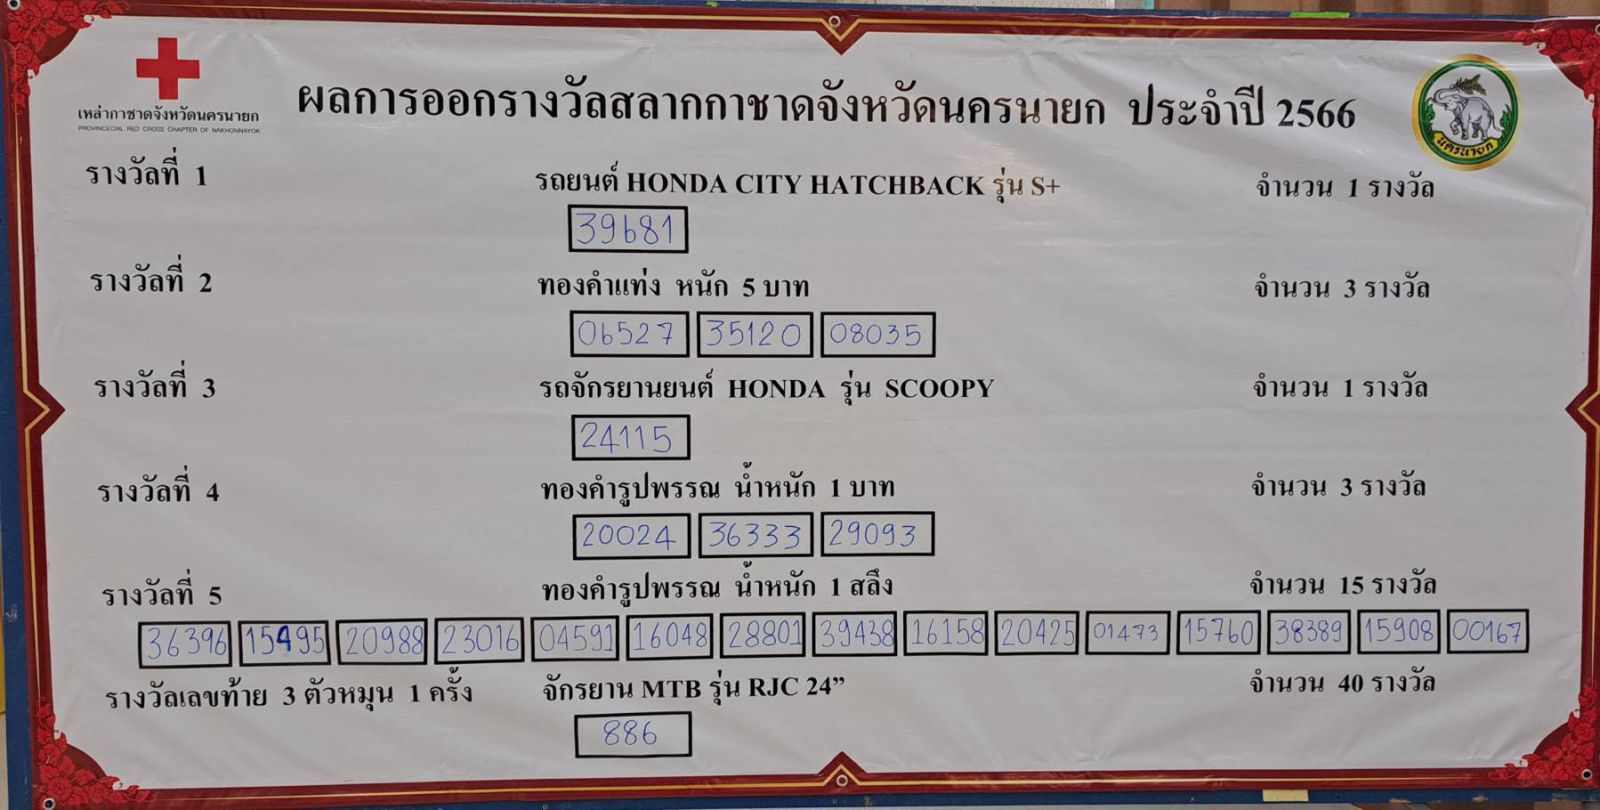 เหล่ากาชาดจังหวัดนครนายก
PROVINCECIAL RED CROSS CHAPTER OF NAKHONNAYOK
ผลการออกรางวัลสลากกาชาดจังหวัดนครนายก ประจำปี 2566
นครนายก
รางวัลที่ 1 รถยนต์ HONDA CITY HATCHBACK รุ่น S+ จำนวน 1 รางวัล
39681
รางวัลที่ 2 ทองคำแท่ง หนัก 5 บาท จำนวน 3 รางวัล
06527 35120 08035
รางวัลที่ 3 รถจักรยานยนต์ HONDA รุ่น SCOOPY จำนวน 1 รางวัล
24115
รางวัลที่ 4 ทองคำรูปพรรณ น้ำหนัก 1 บาท จำนวน 3 รางวัล
20024 36333 29093
รางวัลที่ 5 ทองคำรูปพรรณ น้ำหนัก 1 สลึง จำนวน 15 รางวัล
36396 15495 20988 23016 04591 16048 28801 39438 16158 20425 01473 15760 38389 15908 00167
รางวัลเลขท้าย 3 ตัวหมุน 1 ครั้ง จักรยาน MTB รุ่น RJC 24” จำนวน 40 รางวัล
886